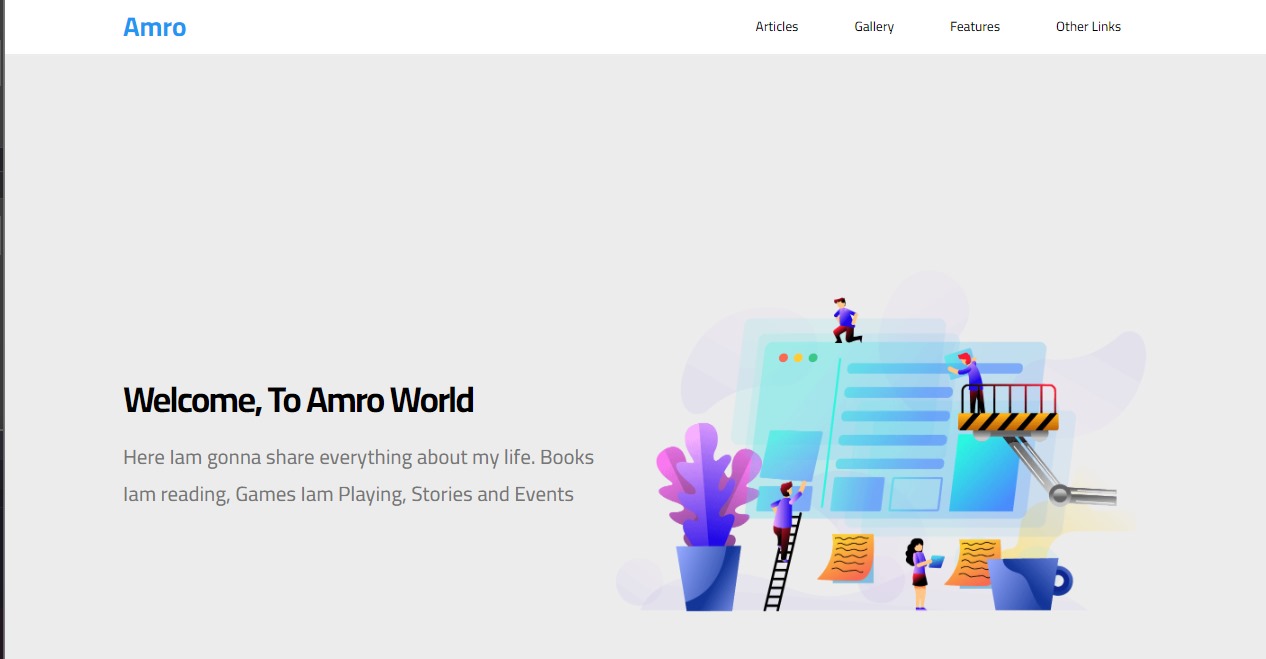 Amro
Articles
Gallery
Features
Other Links
Welcome, To Amro World
Here Iam gonna share everything about my life. Books
Iam reading, Games Iam Playing, Stories and Events